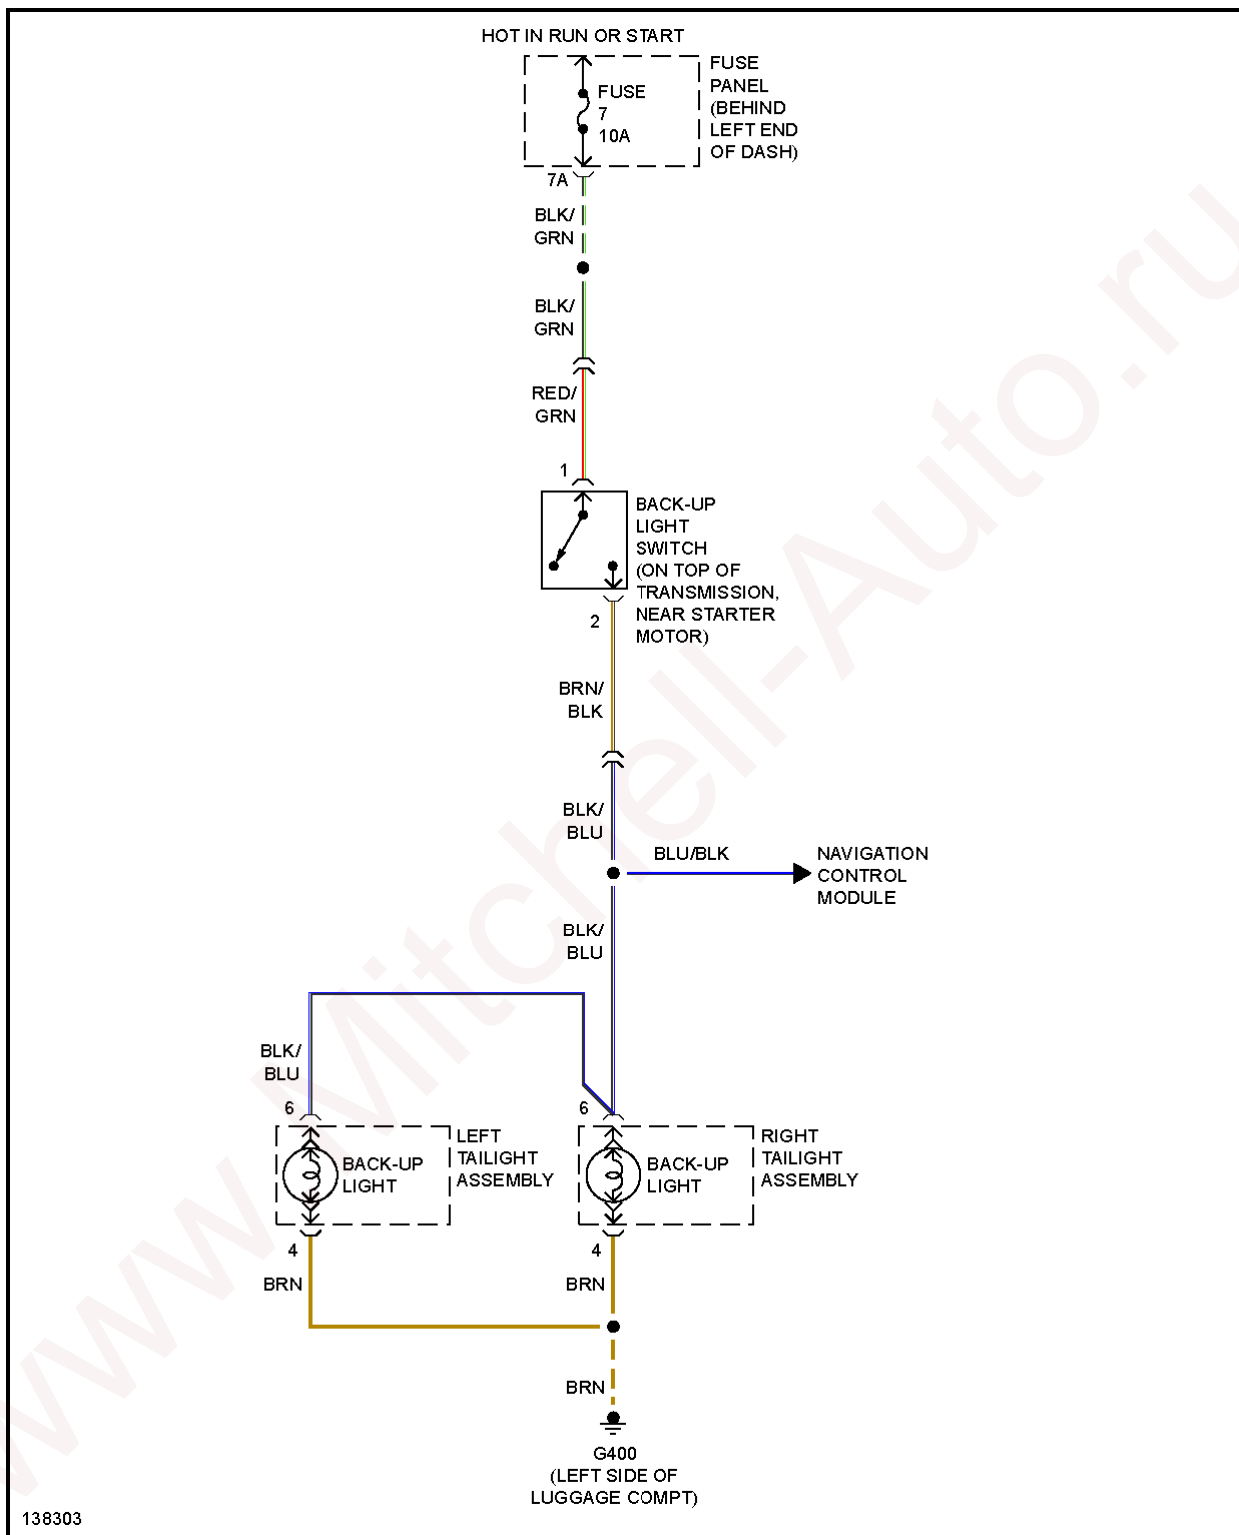 HOT IN RUN OR START
FUSE
PANEL
(BEHIND
LEFT END
OF DASH)
FUSE
7
10A
7A
BLK/
GRN
BLK/
GRN
RED/
GRN
1
BACK-UP
LIGHT
SWITCH
(ON TOP OF
TRANSMISSION,
NEAR STARTER
MOTOR)
2
BRN/
BLK
BLK/
BLU
BLU/BLK
NAVIGATION
CONTROL
MODULE
BLK/
BLU
BLK/
BLU
6
6
LEFT
TAILIGHT
ASSEMBLY
BACK-UP
LIGHT
RIGHT
TAILIGHT
ASSEMBLY
BACK-UP
LIGHT
4
4
BRN
BRN
BRN
G400
(LEFT SIDE OF
LUGGAGE COMPT)
138303
www.Mitchell-Auto.ru